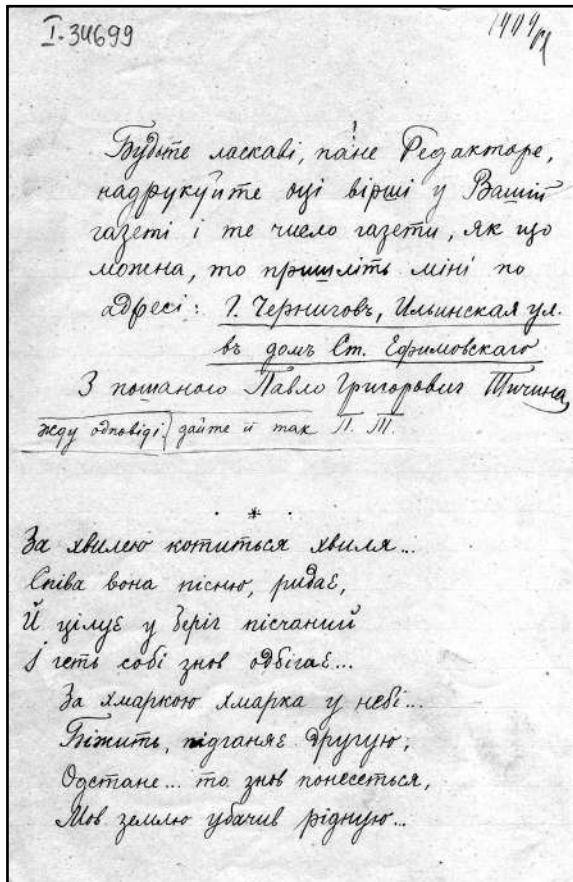 I-34699
1909
Будьте ласкаві, пане Редакторе,
надрукуйте оці вірші у Вашій
газеті і те число газети, як що
можна, то пришліть міні по
адресі: Г. Черниговъ, Ильинская ул.
въ домъ Ст. Ефимовскаго
З пошаною Павло Григорович Тичина
жду одповіді. дайте й так П. Т.
*
За хвилею котиться хвиля...
Співа вона пісню, ридає,
Й цілує у беріг пісчаний
І геть собі знов одбігає...
За хмаркою хмарка у небі...
Біжить, підганяє другую,
Одстане... то знов понесеться,
Мов землю убачив рідную...